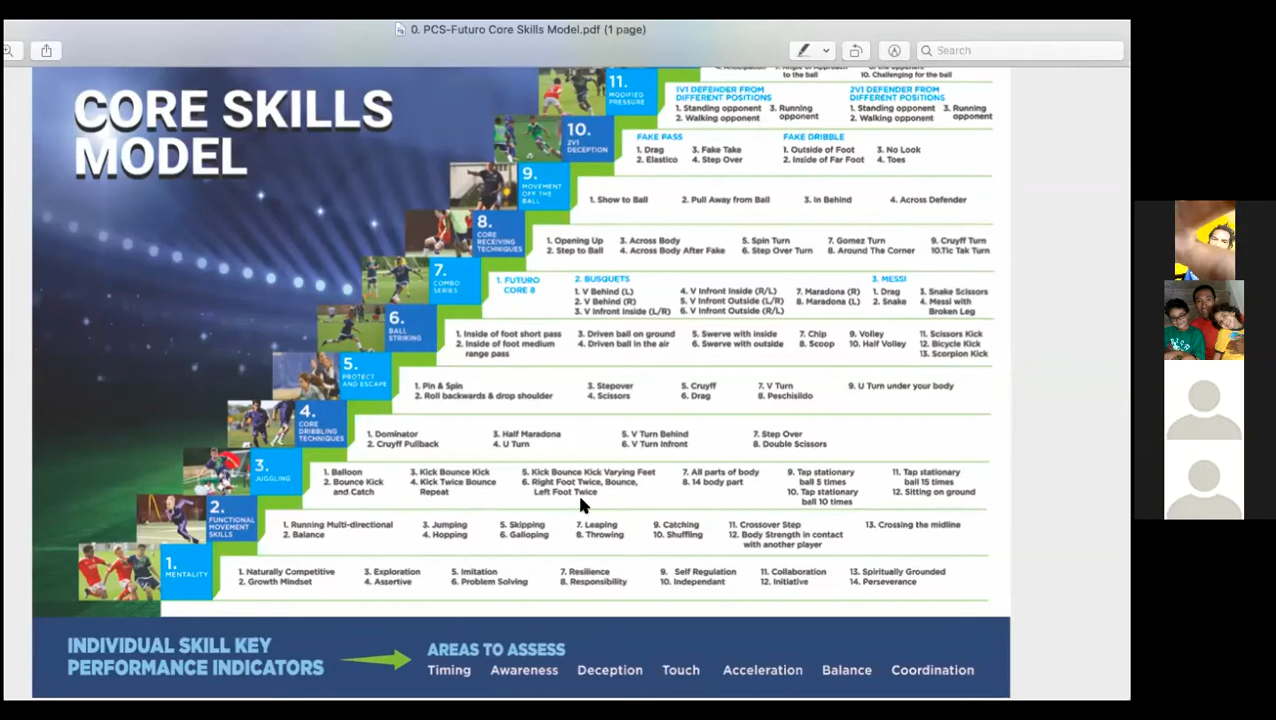 0. PCS-Futuro Core Skills Model.pdf (1 page)
Search
CORE SKILLS
MODEL
to the ball
of the opponent
10. Challenging for the ball
11.
MODIFIED
PRESSURE
1V1 DEFENDER FROM
DIFFERENT POSITIONS
1. Standing opponent
2. Walking opponent
3. Running
opponent
2V1 DEFENDER FROM
DIFFERENT POSITIONS
1. Standing opponent
2. Walking opponent
3. Running
opponent
10.
2V1
DECEPTION
FAKE PASS
1. Drag
2. Elastico
3. Fake Take
4. Step Over
FAKE DRIBBLE
1. Outside of Foot
2. Inside of Far Foot
3. No Look
4. Toes
9.
MOVEMENT
OFF THE
BALL
1. Show to Ball
2. Pull Away from Ball
3. In Behind
4. Across Defender
8.
CORE
RECEIVING
TECHNIQUES
1. Opening Up
2. Step to Ball
3. Across Body
4. Across Body After Fake
5. Spin Turn
6. Step Over Turn
7. Gomez Turn
8. Around The Corner
9. Cruyff Turn
10.Tic Tak Turn
7.
COMBO
SERIES
1. FUTURO
CORE 8
2. BUSQUETS
1. V Behind (L)
2. V Behind (R)
3. V Infront Inside (L/R)
4. V Infront Inside (R/L)
5. V Infront Outside (L/R)
6. V Infront Outside (R/L)
7. Maradona (R)
8. Maradona (L)
3. MESSI
1. Drag
2. Snake
3. Snake Scissors
4. Messi with
Broken Leg
6.
BALL
STRIKING
1. Inside of foot short pass
2. Inside of foot medium
range pass
3. Driven ball on ground
4. Driven ball in the air
5. Swerve with inside
6. Swerve with outside
7. Chip
8. Scoop
9. Volley
10. Half Volley
11. Scissors Kick
12. Bicycle Kick
13. Scorpion Kick
5.
PROTECT
AND ESCAPE
1. Pin & Spin
2. Roll backwards & drop shoulder
3. Stepover
4. Scissors
5. Cruyff
6. Drag
7. V Turn
8. Peschisildo
9. U Turn under your body
4.
CORE
DRIBBLING
TECHNIQUES
1. Dominator
2. Cruyff Pullback
3. Half Maradona
4. U Turn
5. V Turn Behind
6. V Turn Infront
7. Step Over
8. Double Scissors
3.
JUGGLING
1. Balloon
2. Bounce Kick
and Catch
3. Kick Bounce Kick
4. Kick Twice Bounce
Repeat
5. Kick Bounce Kick Varying Feet
6. Right Foot Twice, Bounce,
Left Foot Twice
7. All parts of body
8. 14 body part
9. Tap stationary
ball 5 times
10. Tap stationary
ball 10 times
11. Tap stationary
ball 15 times
12. Sitting on ground
2.
FUNCTIONAL
MOVEMENT
SKILLS
1. Running Multi-directional
2. Balance
3. Jumping
4. Hopping
5. Skipping
6. Galloping
7. Leaping
8. Throwing
9. Catching
10. Shuffling
11. Crossover Step
12. Body Strength in contact
with another player
13. Crossing the midline
1.
MENTALITY
1. Naturally Competitive
2. Growth Mindset
3. Exploration
4. Assertive
5. Imitation
6. Problem Solving
7. Resilience
8. Responsibility
9. Self Regulation
10. Independant
11. Collaboration
12. Initiative
13. Spiritually Grounded
14. Perseverance
INDIVIDUAL SKILL KEY
PERFORMANCE INDICATORS
AREAS TO ASSESS
Timing Awareness Deception Touch Acceleration Balance Coordination